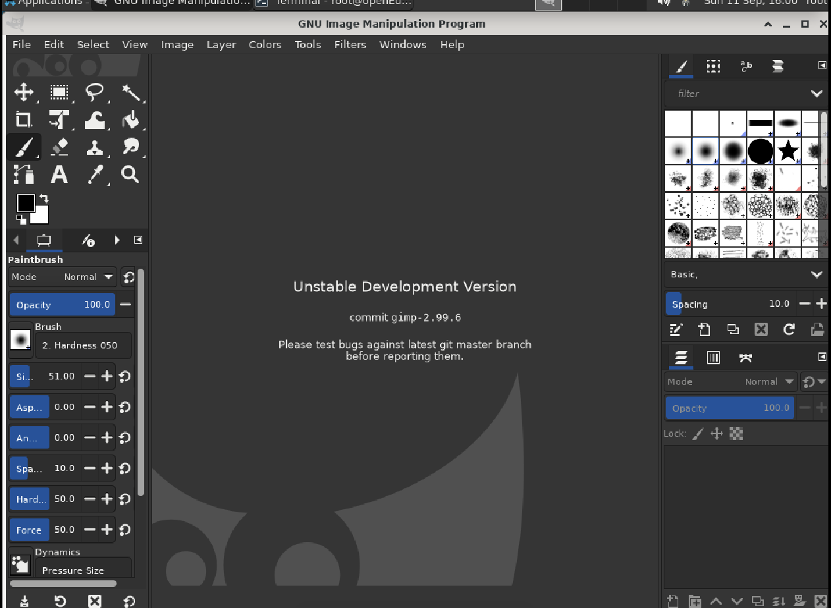 Applications
GNU Image Manipulatio...
Terminal - root@openEu...
Sun 11 Sep, 16:00
root
GNU Image Manipulation Program
File Edit Select View Image Layer Colors Tools Filters Windows Help
Paintbrush
Mode Normal
Opacity 100.0
Brush
2. Hardness 050
Si... 51.00
Asp... 0.00
An... 0.00
Spa... 10.0
Hard... 50.0
Force 50.0
Dynamics
Pressure Size
Unstable Development Version
commit gimp-2.99.6
Please test bugs against latest git master branch
before reporting them.
filter
Basic,
Spacing 10.0
Mode Normal
Opacity 100.0
Lock: